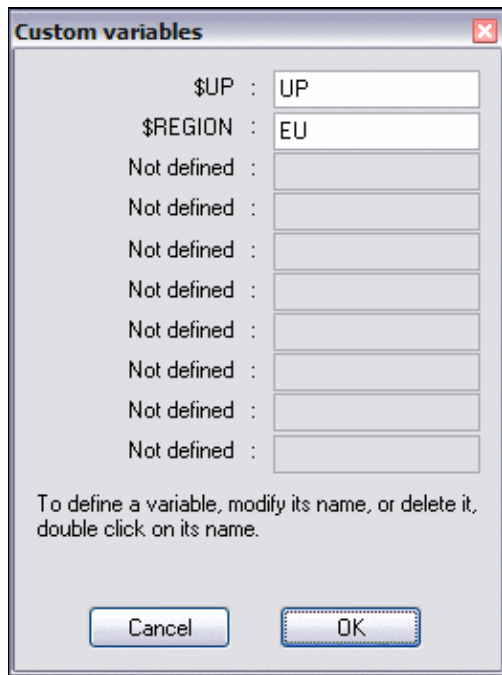 Custom variables
$UP : UP
$REGION : EU
Not defined :
Not defined :
Not defined :
Not defined :
Not defined :
Not defined :
Not defined :
Not defined :
To define a variable, modify its name, or delete it,
double click on its name.
Cancel OK